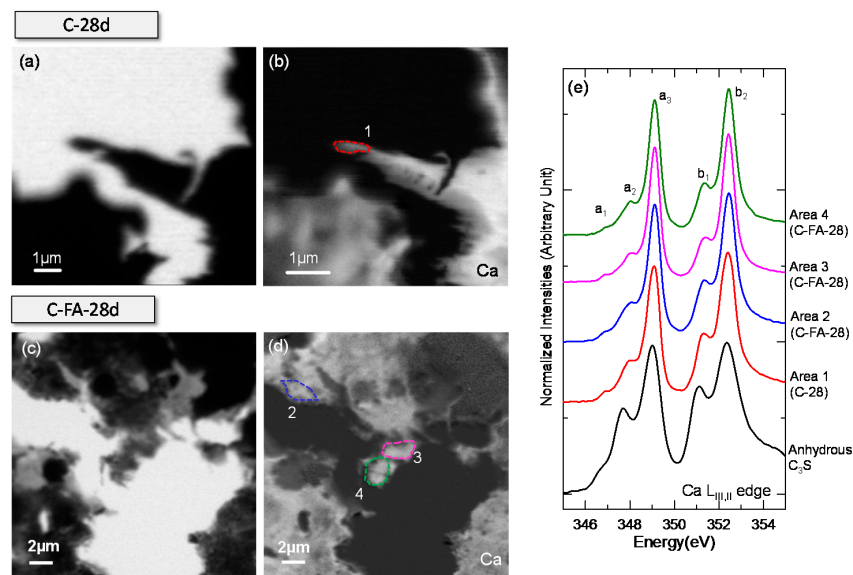 C-28d
(a)
1μm
(b)
1
1μm
Ca
C-FA-28d
(c)
2μm
(d)
2
3
4
2μm
Ca
(e)
a₁
a₂
a₃
b₁
b₂
Area 4
(C-FA-28)
Area 3
(C-FA-28)
Area 2
(C-FA-28)
Area 1
(C-28)
Anhydrous
C₃S
Ca L_III,II edge
Normalized Intensities (Arbitrary Unit)
346 348 350 352 354
Energy(eV)